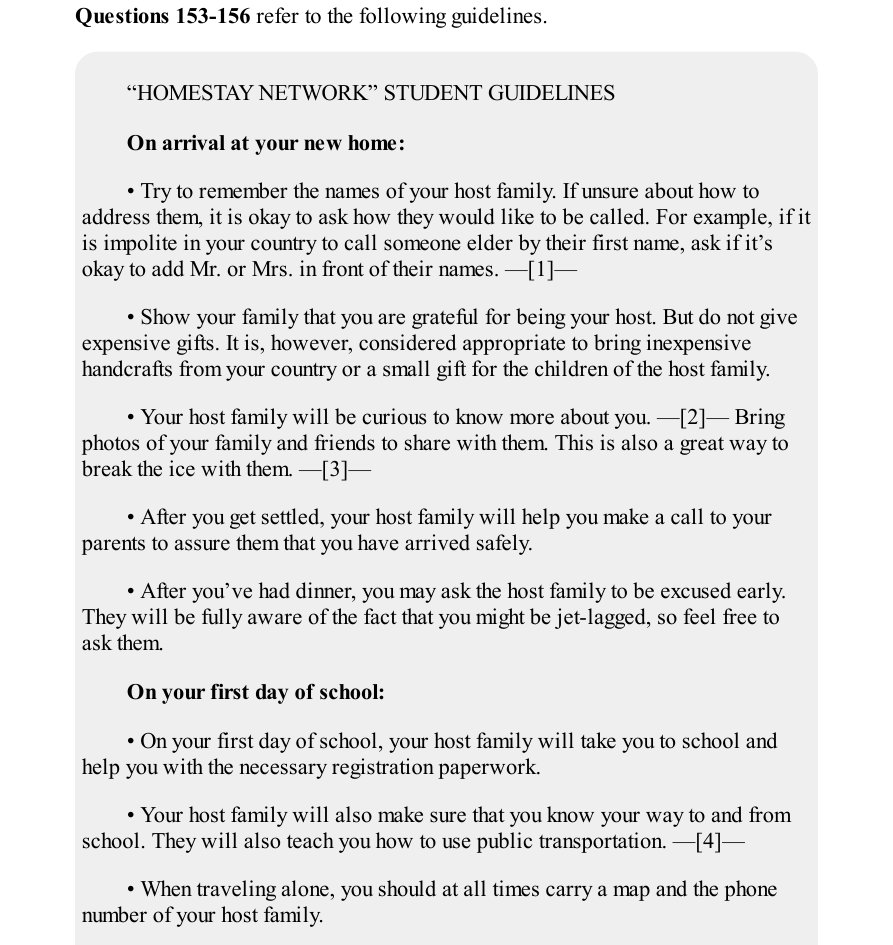 Questions 153-156 refer to the following guidelines.
“HOMESTAY NETWORK” STUDENT GUIDELINES
On arrival at your new home:
• Try to remember the names of your host family. If unsure about how to
address them, it is okay to ask how they would like to be called. For example, if it
is impolite in your country to call someone elder by their first name, ask if it’s
okay to add Mr. or Mrs. in front of their names. —[1]—
• Show your family that you are grateful for being your host. But do not give
expensive gifts. It is, however, considered appropriate to bring inexpensive
handcrafts from your country or a small gift for the children of the host family.
• Your host family will be curious to know more about you. —[2]— Bring
photos of your family and friends to share with them. This is also a great way to
break the ice with them. —[3]—
• After you get settled, your host family will help you make a call to your
parents to assure them that you have arrived safely.
• After you’ve had dinner, you may ask the host family to be excused early.
They will be fully aware of the fact that you might be jet-lagged, so feel free to
ask them.
On your first day of school:
• On your first day of school, your host family will take you to school and
help you with the necessary registration paperwork.
• Your host family will also make sure that you know your way to and from
school. They will also teach you how to use public transportation. —[4]—
• When traveling alone, you should at all times carry a map and the phone
number of your host family.